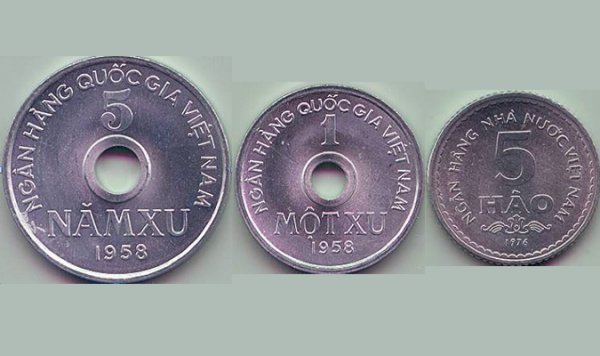 NGÂN HÀNG QUỐC GIA VIỆT NAM
5
NĂM XU
1958
NGÂN HÀNG QUỐC GIA VIỆT NAM
1
MỘT XU
1958
NGÂN HÀNG NHÀ NƯỚC VIỆT NAM
5
HÀO
1976